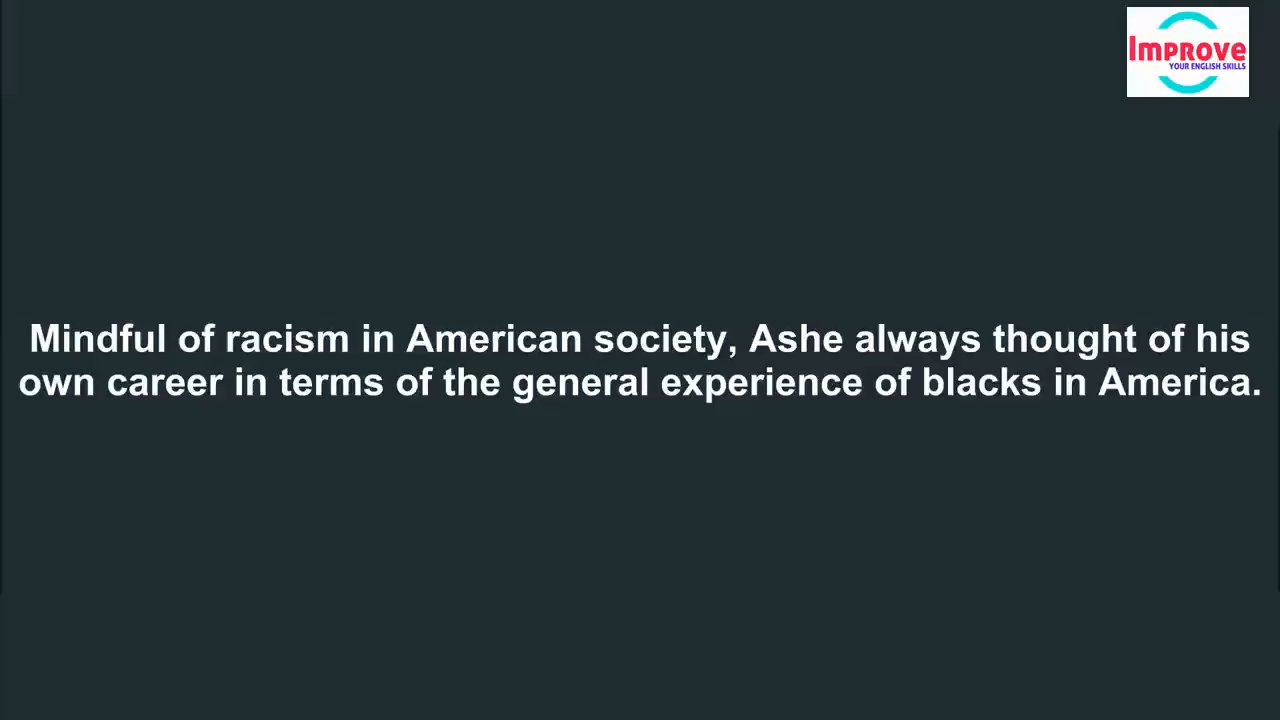 Improve
YOUR ENGLISH SKILLS
Mindful of racism in American society, Ashe always thought of his
own career in terms of the general experience of blacks in America.